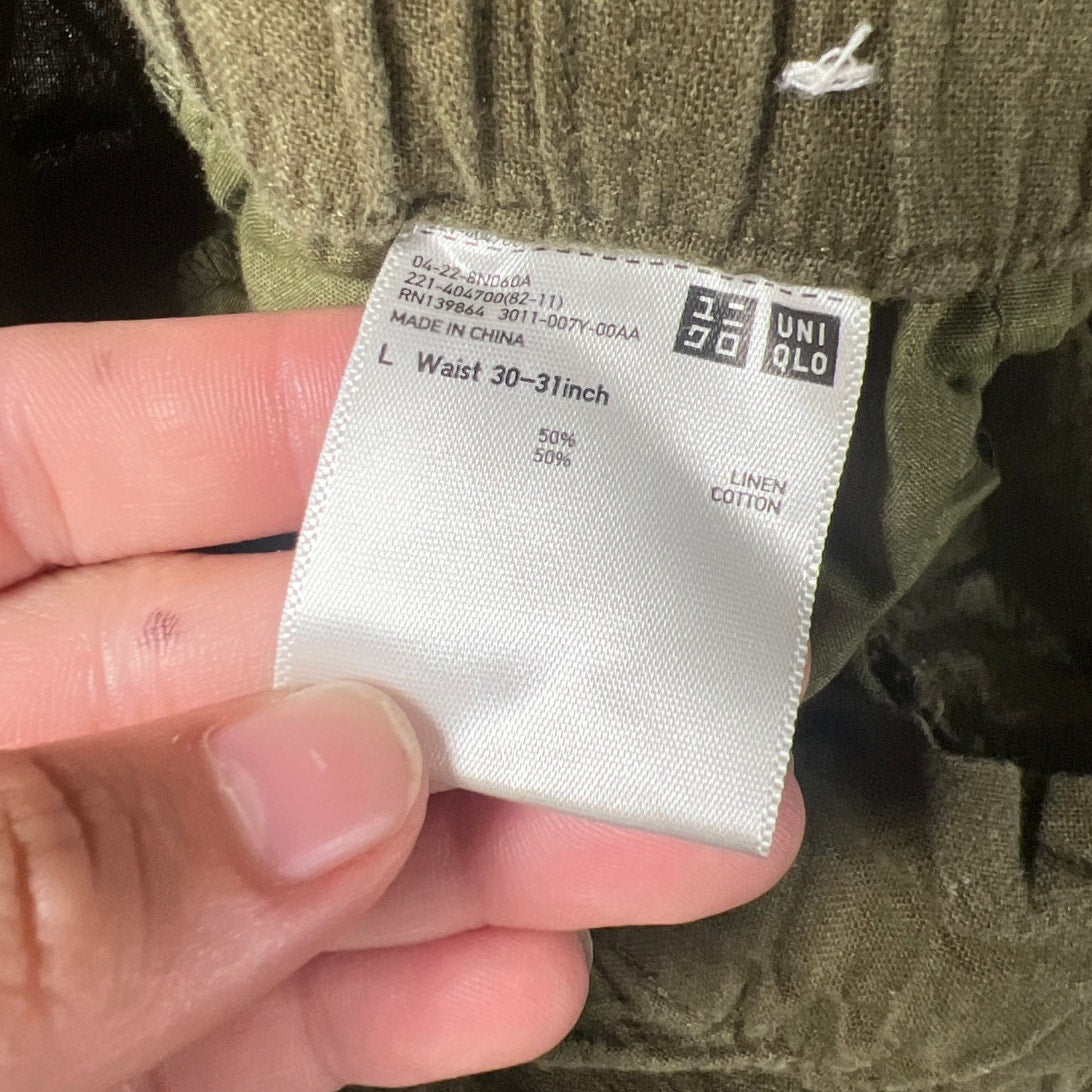 04-22-8N060A
221-404700(82-11)
RN139864 3011-007Y-00AA
MADE IN CHINA
L Waist 30-31inch
ユニ
クロ
UNI
QLO
50% LINEN
50% COTTON